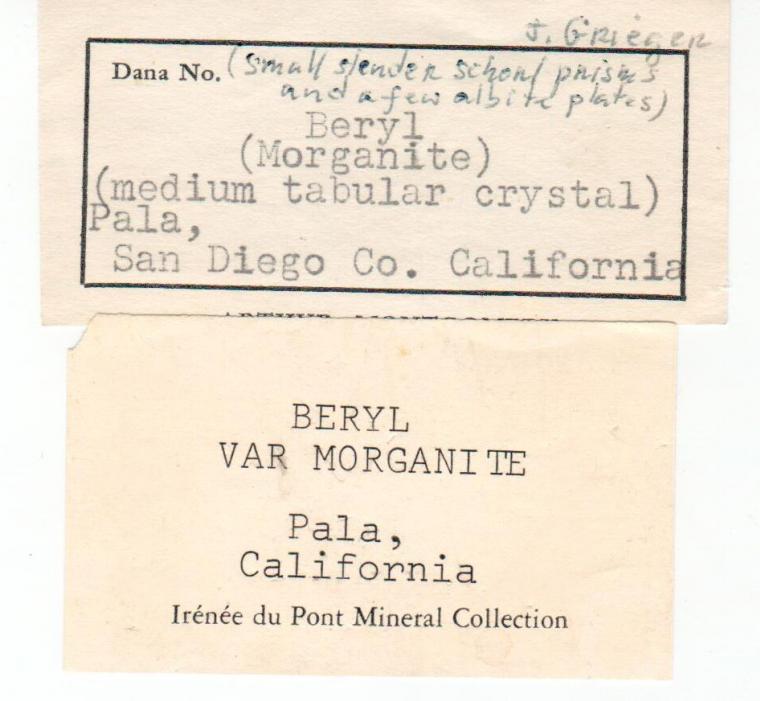 J. Grieger
Dana No. (small slender schorl prisms
and a few albite plates)
Beryl
(Morganite)
(medium tabular crystal)
Pala,
San Diego Co. California
BERYL
VAR MORGANITE
Pala,
California
Irénée du Pont Mineral Collection